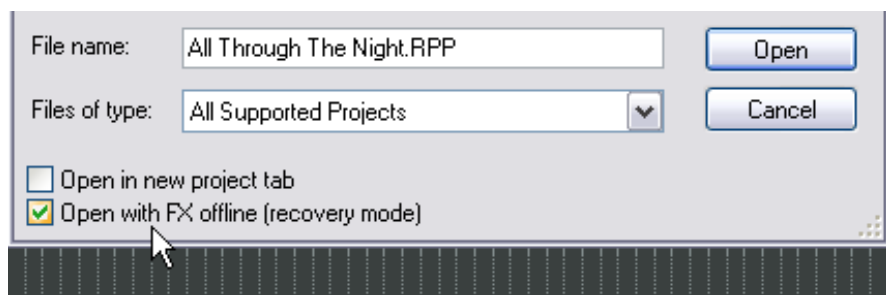 File name: All Through The Night.RPP Open
Files of type: All Supported Projects Cancel
Open in new project tab
Open with FX offline (recovery mode)